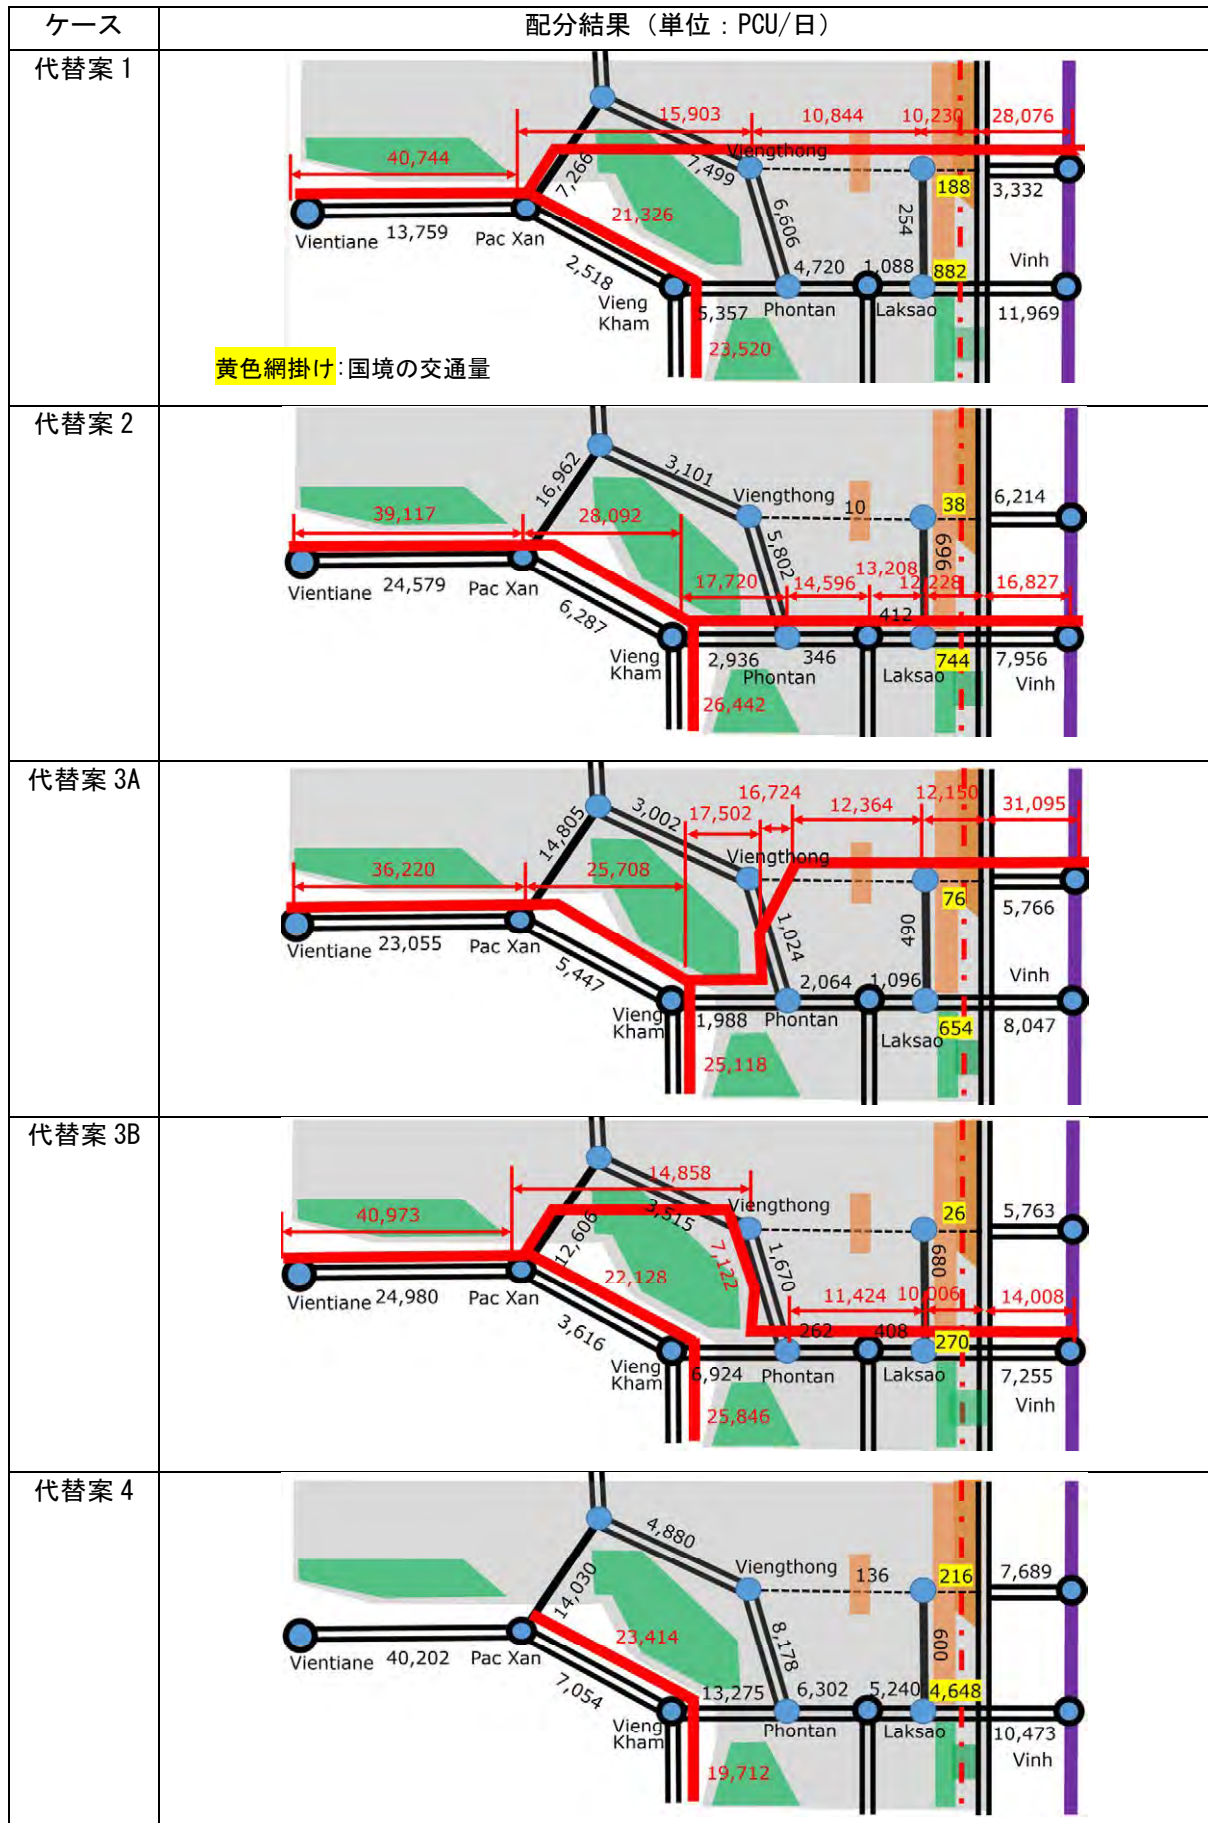 ケース
配分結果（単位：PCU/日）
代替案 1
15,903
10,844
10,230
28,076
40,744
7,266
7,499
Viengthong
188
3,332
21,326
6,606
254
Vientiane
13,759
Pac Xan
2,518
4,720
1,088
882
Vinh
Vieng
Kham
5,357
Phontan
Laksao
11,969
23,520
黄色網掛け:国境の交通量
代替案 2
16,962
3,101
Viengthong
10
38
6,214
39,117
28,092
5,802
696
13,208
17,720
14,596
12,228
16,827
Vientiane
24,579
Pac Xan
6,287
412
Vieng
Kham
2,936
346
744
7,956
Phontan
Laksao
Vinh
26,442
代替案 3A
16,724
12,150
17,502
12,364
31,095
14,805
3,002
Viengthong
36,220
25,708
76
5,766
1,024
490
Vientiane
23,055
Pac Xan
5,447
2,064
1,096
Vinh
Vieng
Kham
1,988
Phontan
654
8,047
Laksao
25,118
代替案 3B
14,858
40,973
12,606
3,515
Viengthong
26
5,763
7,122
1,670
680
22,128
Vientiane
24,980
Pac Xan
11,424
10,006
14,008
3,616
262
408
270
Vieng
Kham
6,924
Phontan
Laksao
7,255
Vinh
25,846
代替案 4
4,880
Viengthong
136
216
7,689
14,030
23,414
8,178
600
Vientiane
40,202
Pac Xan
7,054
13,275
6,302
5,240
4,648
Vieng
Kham
Phontan
Laksao
10,473
Vinh
19,712